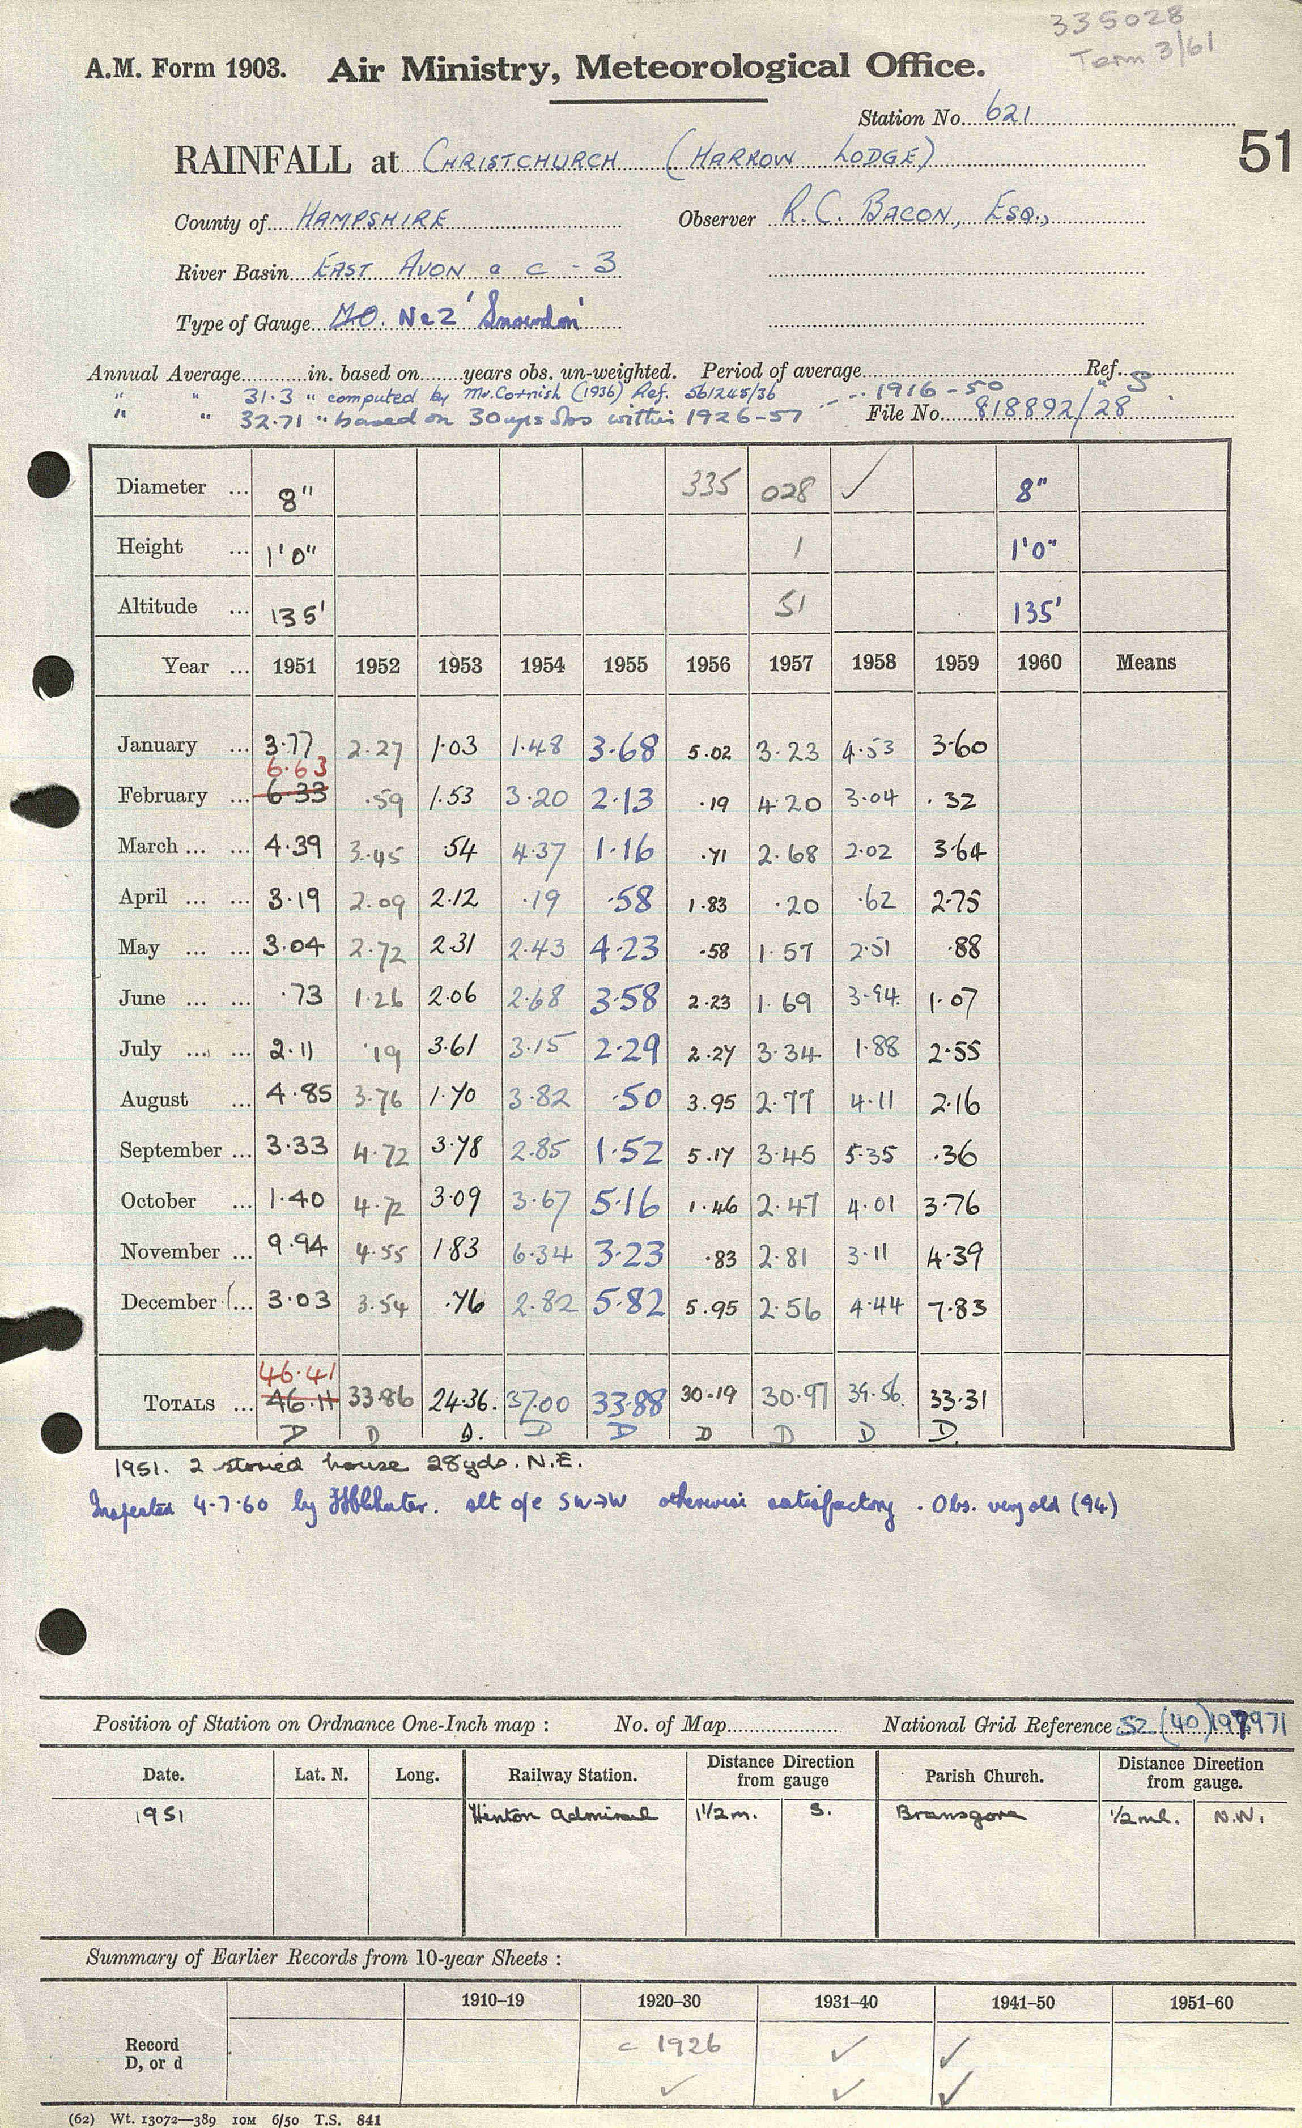 335028
Term 3/61
A.M. Form 1903. Air Ministry, Meteorological Office.
Station No. 621
51
RAINFALL at CHRISTCHURCH (HARROW LODGE)
County of HAMPSHIRE Observer R. C. BACON, ESQ.,
River Basin EAST AVON a c - 3
Type of Gauge M.O. No 2 'Snowdon'
Annual Average in. based on years obs. un-weighted. Period of average Ref. S
" " 31.3 " computed by Mr. Cornish (1936) Ref. 561245/36 1916-50
" " 32.71 " based on 30 yrs obs within 1926-57 File No. 818892/28
Diameter ... 8" 335 028 ✓ 8"
Height ... 1'0" 1 1'0"
Altitude ... 135' 51 135'
Year ... 1951 1952 1953 1954 1955 1956 1957 1958 1959 1960 Means
January ... 3.77 2.27 1.03 1.48 3.68 5.02 3.23 4.53 3.60
6.63
February ... 6.33 .59 1.53 3.20 2.13 .19 4.20 3.04 .32
March ... ... 4.39 3.45 .54 4.37 1.16 .71 2.68 2.02 3.64
April ... ... 3.19 2.09 2.12 .19 .58 1.83 .20 .62 2.75
May ... ... 3.04 2.72 2.31 2.43 4.23 .58 1.57 2.51 .88
June ... ... .73 1.26 2.06 2.68 3.58 2.23 1.69 3.94 1.07
July ... ... 2.11 .19 3.61 3.15 2.29 2.27 3.34 1.88 2.55
August ... 4.85 3.76 1.70 3.82 .50 3.95 2.77 4.11 2.16
September ... 3.33 4.72 3.78 2.85 1.52 5.17 3.45 5.35 .36
October ... 1.40 4.72 3.09 3.67 5.16 1.46 2.47 4.01 3.76
November ... 9.94 4.55 1.83 6.34 3.23 .83 2.81 3.11 4.39
December ... 3.03 3.54 .76 2.82 5.82 5.95 2.56 4.44 7.83
46.41
TOTALS ... 46.11 33.86 24.36. 37.00 33.88 30.19 30.97 39.56. 33.31
D D D. D D D D D D.
1951. 2 storied house 28yds. N.E.
Inspected 4.7.60 by alt o/e SW→W otherwise satisfactory. Obs. very old (94)
Position of Station on Ordnance One-Inch map : No. of Map National Grid Reference SZ (40) 197971
Date. Lat. N. Long. Railway Station. Distance from gauge Direction Parish Church. Distance from gauge. Direction
1951 Hinton Admiral 1 1/2 m. S. Bransgore 1/2 ml. N.W.
Summary of Earlier Records from 10-year Sheets :
1910–19 1920–30 1931–40 1941–50 1951–60
Record D, or d c 1926 ✓ ✓
✓ ✓ ✓
(62) Wt. 13072—389 10M 6/50 T.S. 841